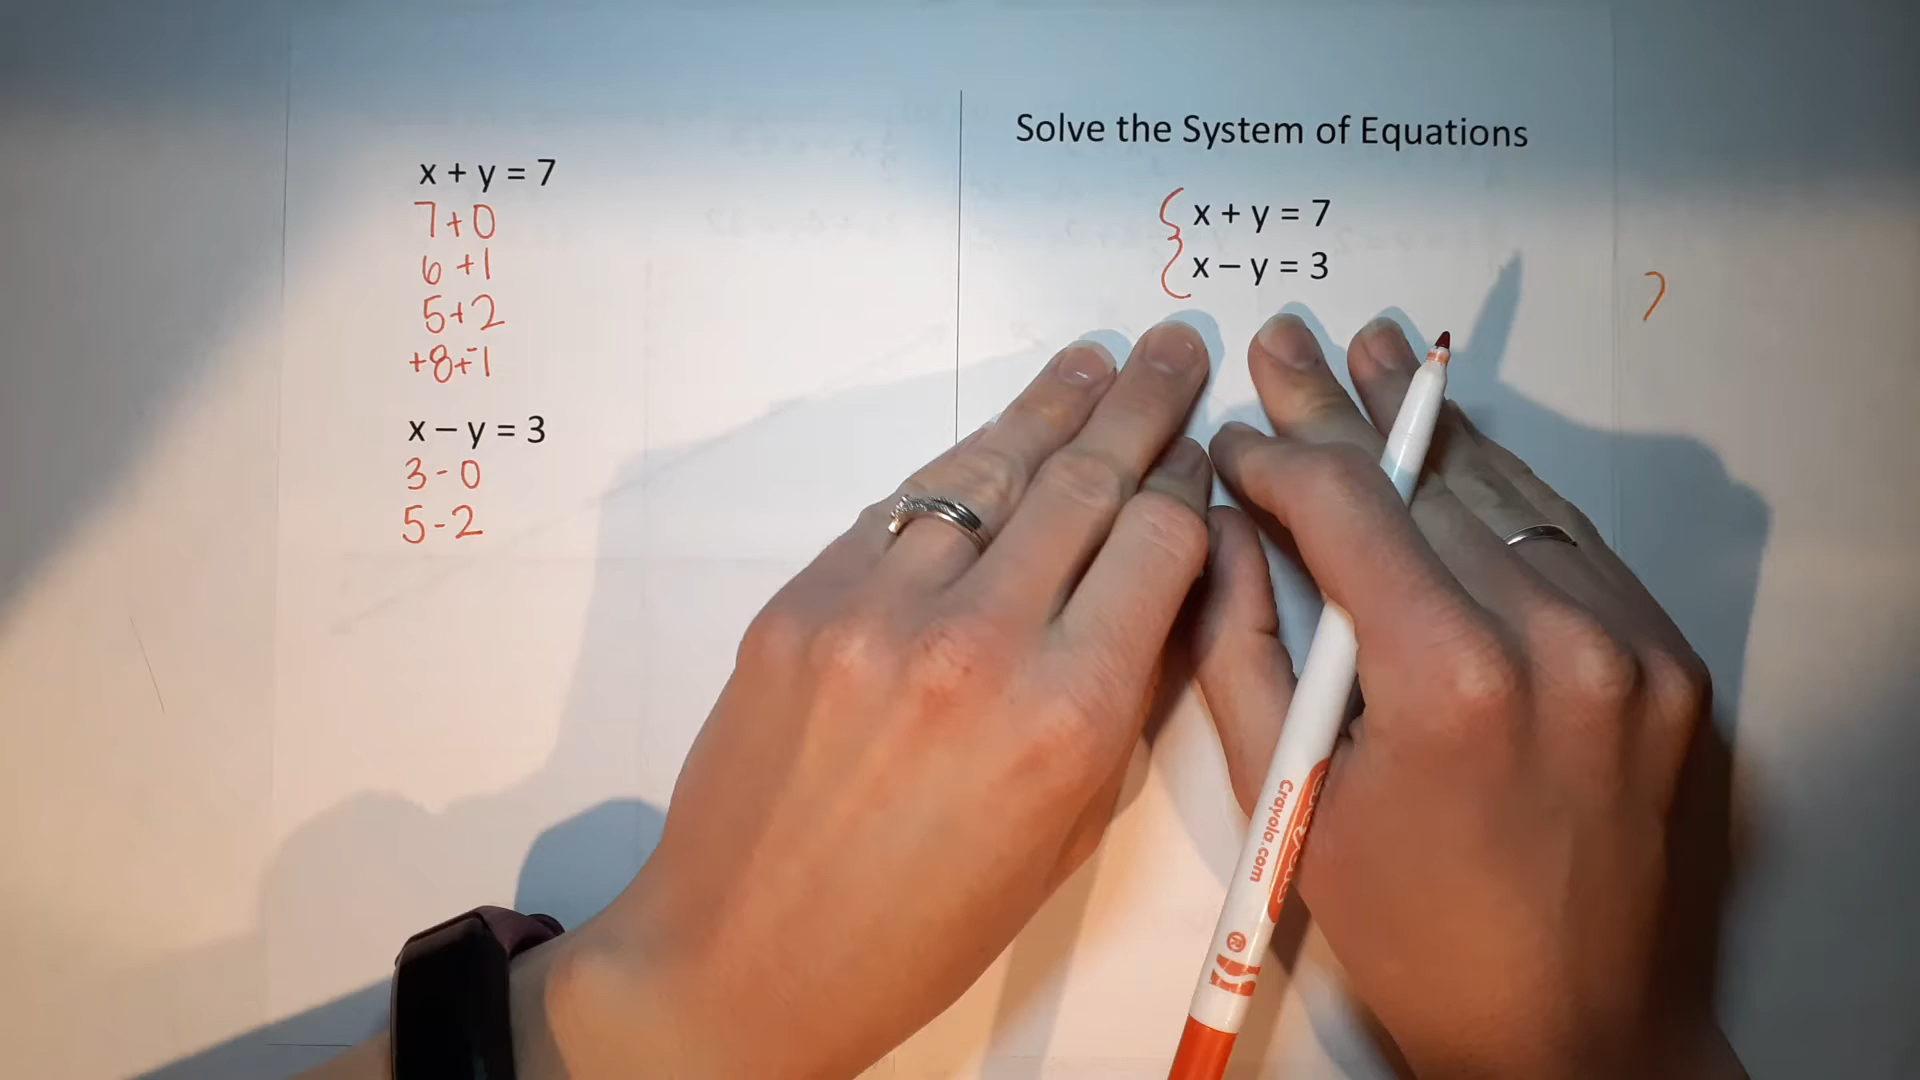 x + y = 7
7+0
6+1
5+2
+8+⁻1
x – y = 3
3-0
5-2
Solve the System of Equations
x + y = 7
x – y = 3
Crayola.com
®